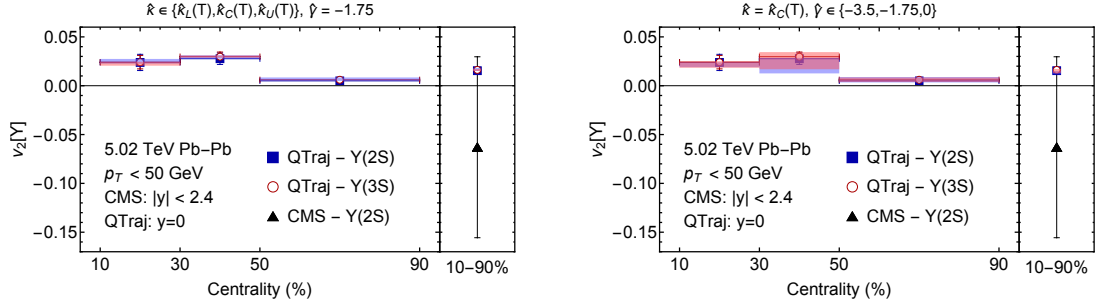 κ̂ ∈ {κ̂_L(T), κ̂_C(T), κ̂_U(T)}, γ̂ = −1.75
0.05
0.00
−0.05
−0.10
−0.15
v₂[Υ]
5.02 TeV Pb−Pb
p_T < 50 GeV
CMS: |y| < 2.4
QTraj: y=0
QTraj − Υ(2S)
QTraj − Υ(3S)
CMS − Υ(2S)
10 30 50 90
10−90%
Centrality (%)
κ̂ = κ̂_C(T), γ̂ ∈ {−3.5, −1.75, 0}
0.05
0.00
−0.05
−0.10
−0.15
v₂[Υ]
5.02 TeV Pb−Pb
p_T < 50 GeV
CMS: |y| < 2.4
QTraj: y=0
QTraj − Υ(2S)
QTraj − Υ(3S)
CMS − Υ(2S)
10 30 50 90
10−90%
Centrality (%)